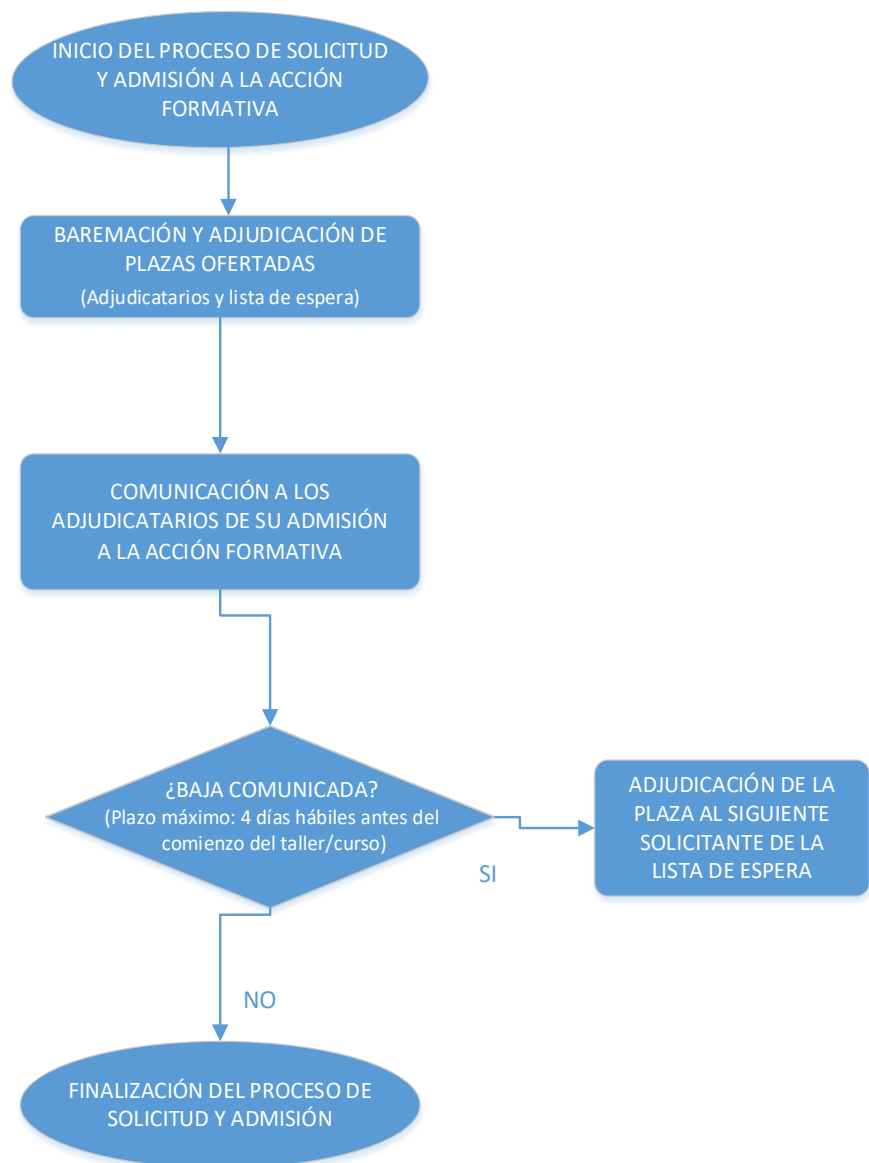 INICIO DEL PROCESO DE SOLICITUD
Y ADMISIÓN A LA ACCIÓN
FORMATIVA
BAREMACIÓN Y ADJUDICACIÓN DE
PLAZAS OFERTADAS
(Adjudicatarios y lista de espera)
COMUNICACIÓN A LOS
ADJUDICATARIOS DE SU ADMISIÓN
A LA ACCIÓN FORMATIVA
¿BAJA COMUNICADA?
(Plazo máximo: 4 días hábiles antes del
comienzo del taller/curso)
SI
ADJUDICACIÓN DE LA
PLAZA AL SIGUIENTE
SOLICITANTE DE LA
LISTA DE ESPERA
NO
FINALIZACIÓN DEL PROCESO DE
SOLICITUD Y ADMISIÓN